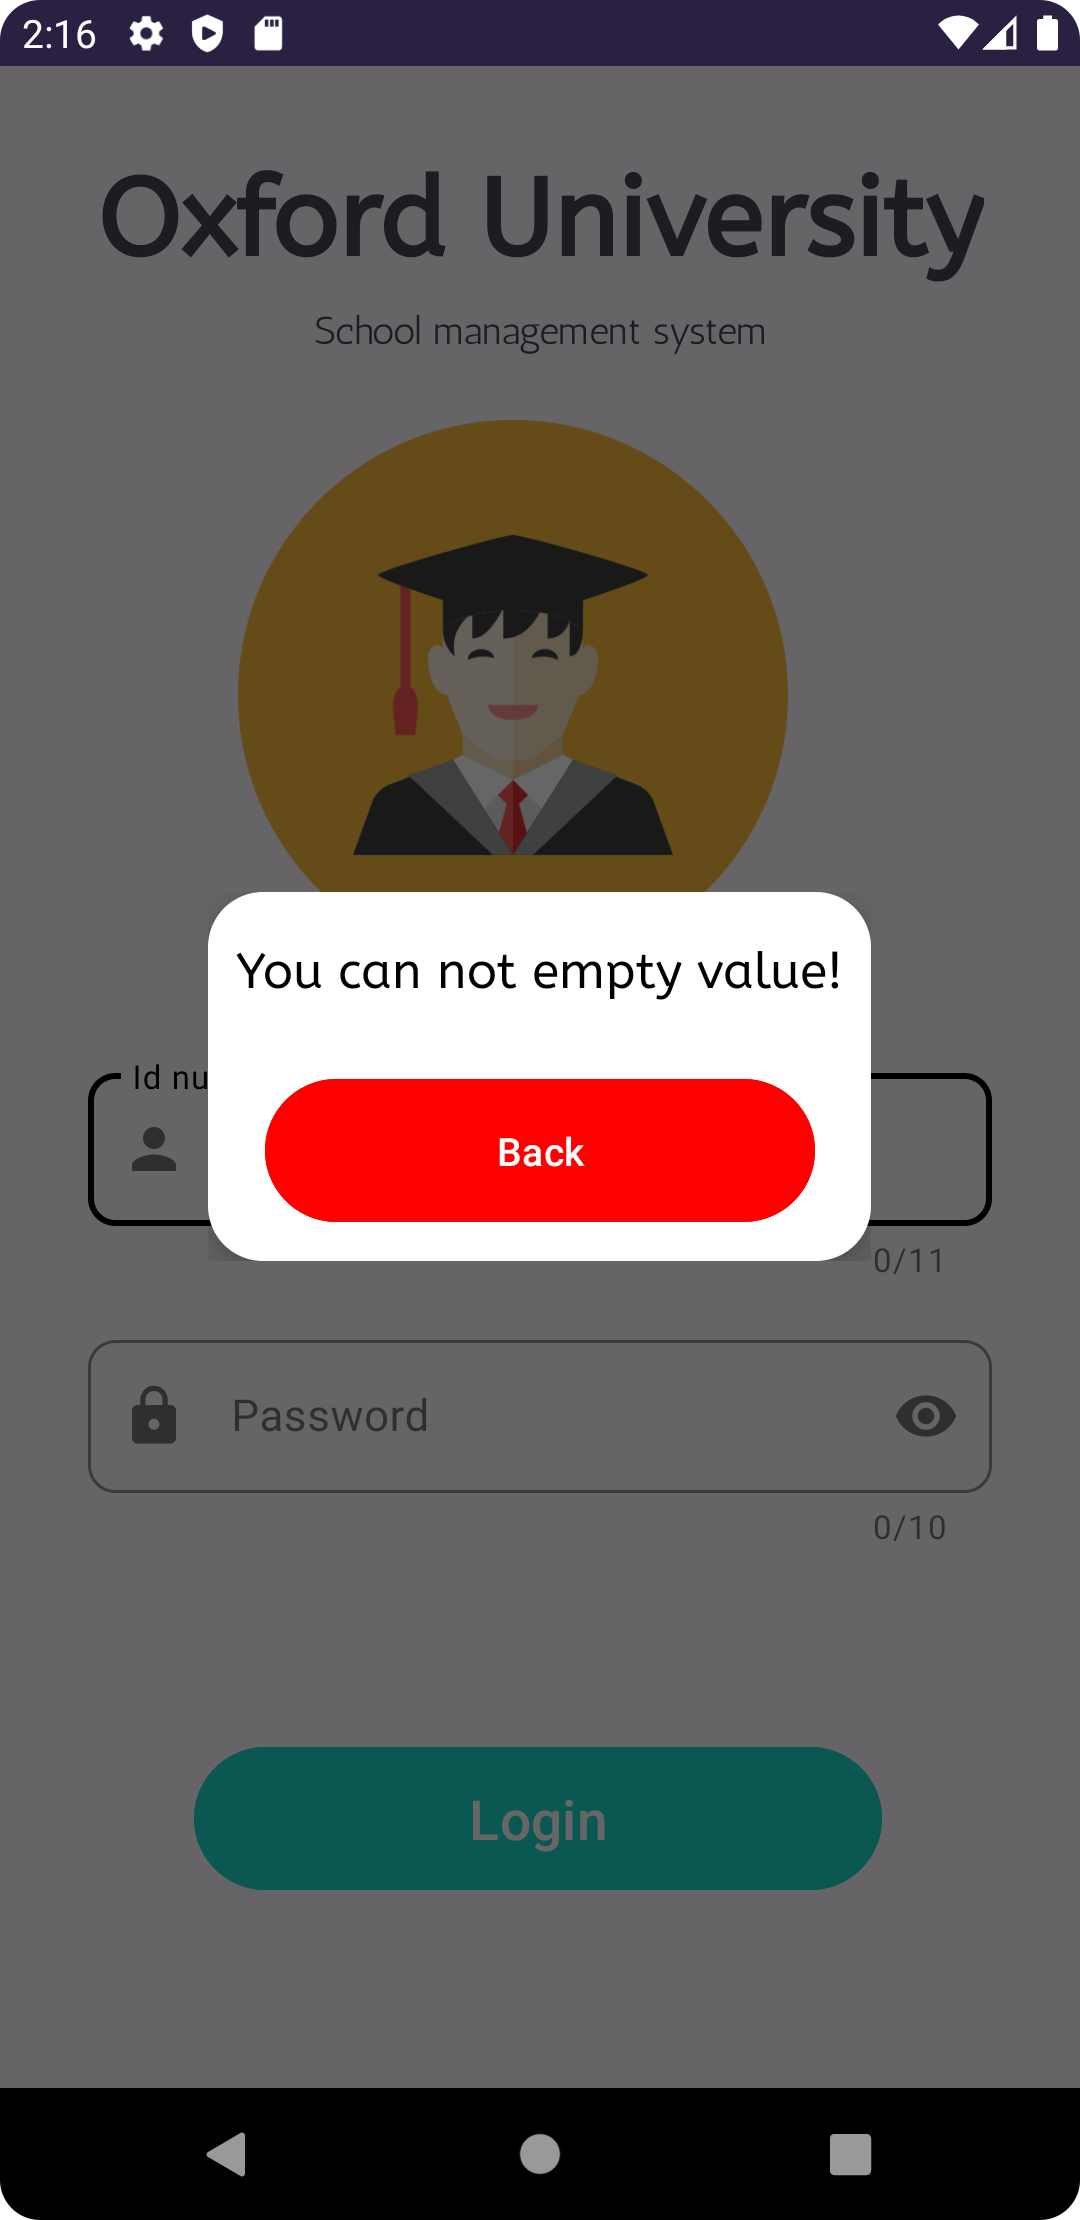 2:16
Oxford University
School management system
You can not empty value!
Id nu
Back
0/11
Password
0/10
Login